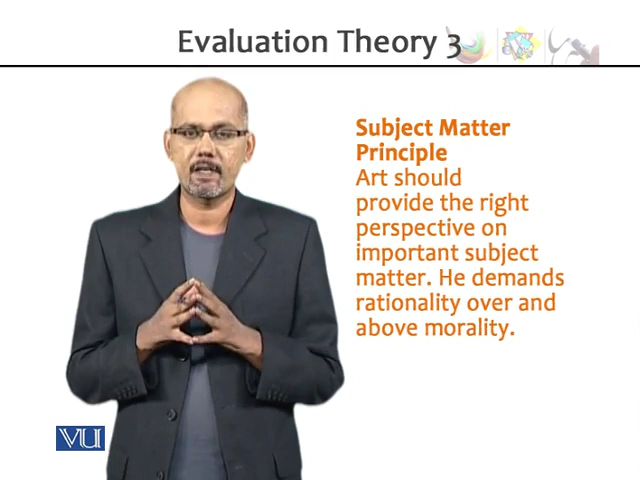 Evaluation Theory 3
Subject Matter
Principle
Art should
provide the right
perspective on
important subject
matter. He demands
rationality over and
above morality.
VU